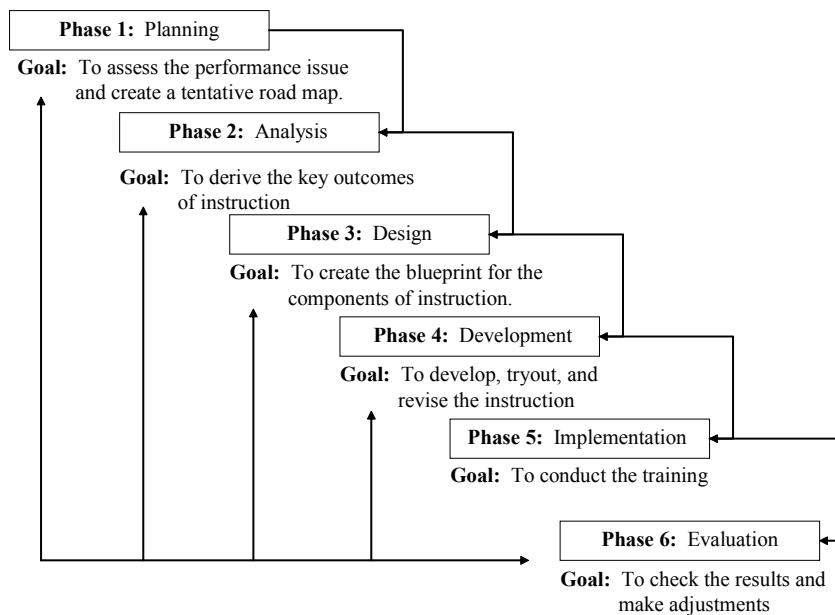 Phase 1: Planning
Goal: To assess the performance issue
and create a tentative road map.
Phase 2: Analysis
Goal: To derive the key outcomes
of instruction
Phase 3: Design
Goal: To create the blueprint for the
components of instruction.
Phase 4: Development
Goal: To develop, tryout, and
revise the instruction
Phase 5: Implementation
Goal: To conduct the training
Phase 6: Evaluation
Goal: To check the results and
make adjustments